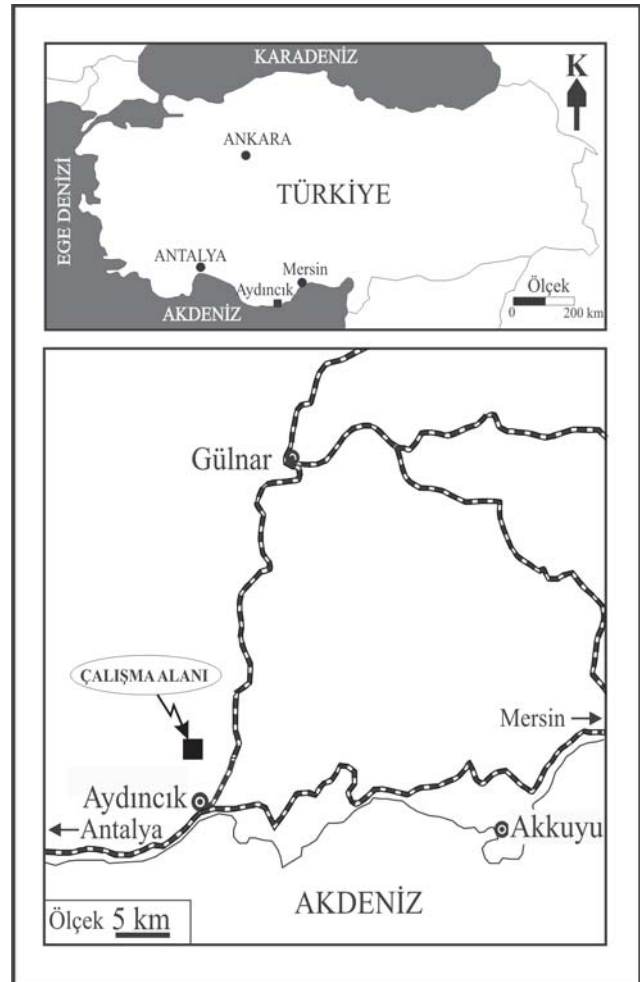 KARADENİZ
K
ANKARA
EGE DENİZİ
TÜRKİYE
ANTALYA
Mersin
Aydıncık
Ölçek
AKDENİZ
0 200 km
Gülnar
ÇALIŞMA ALANI
Mersin
Aydıncık
Antalya
Akkuyu
AKDENİZ
Ölçek 5 km